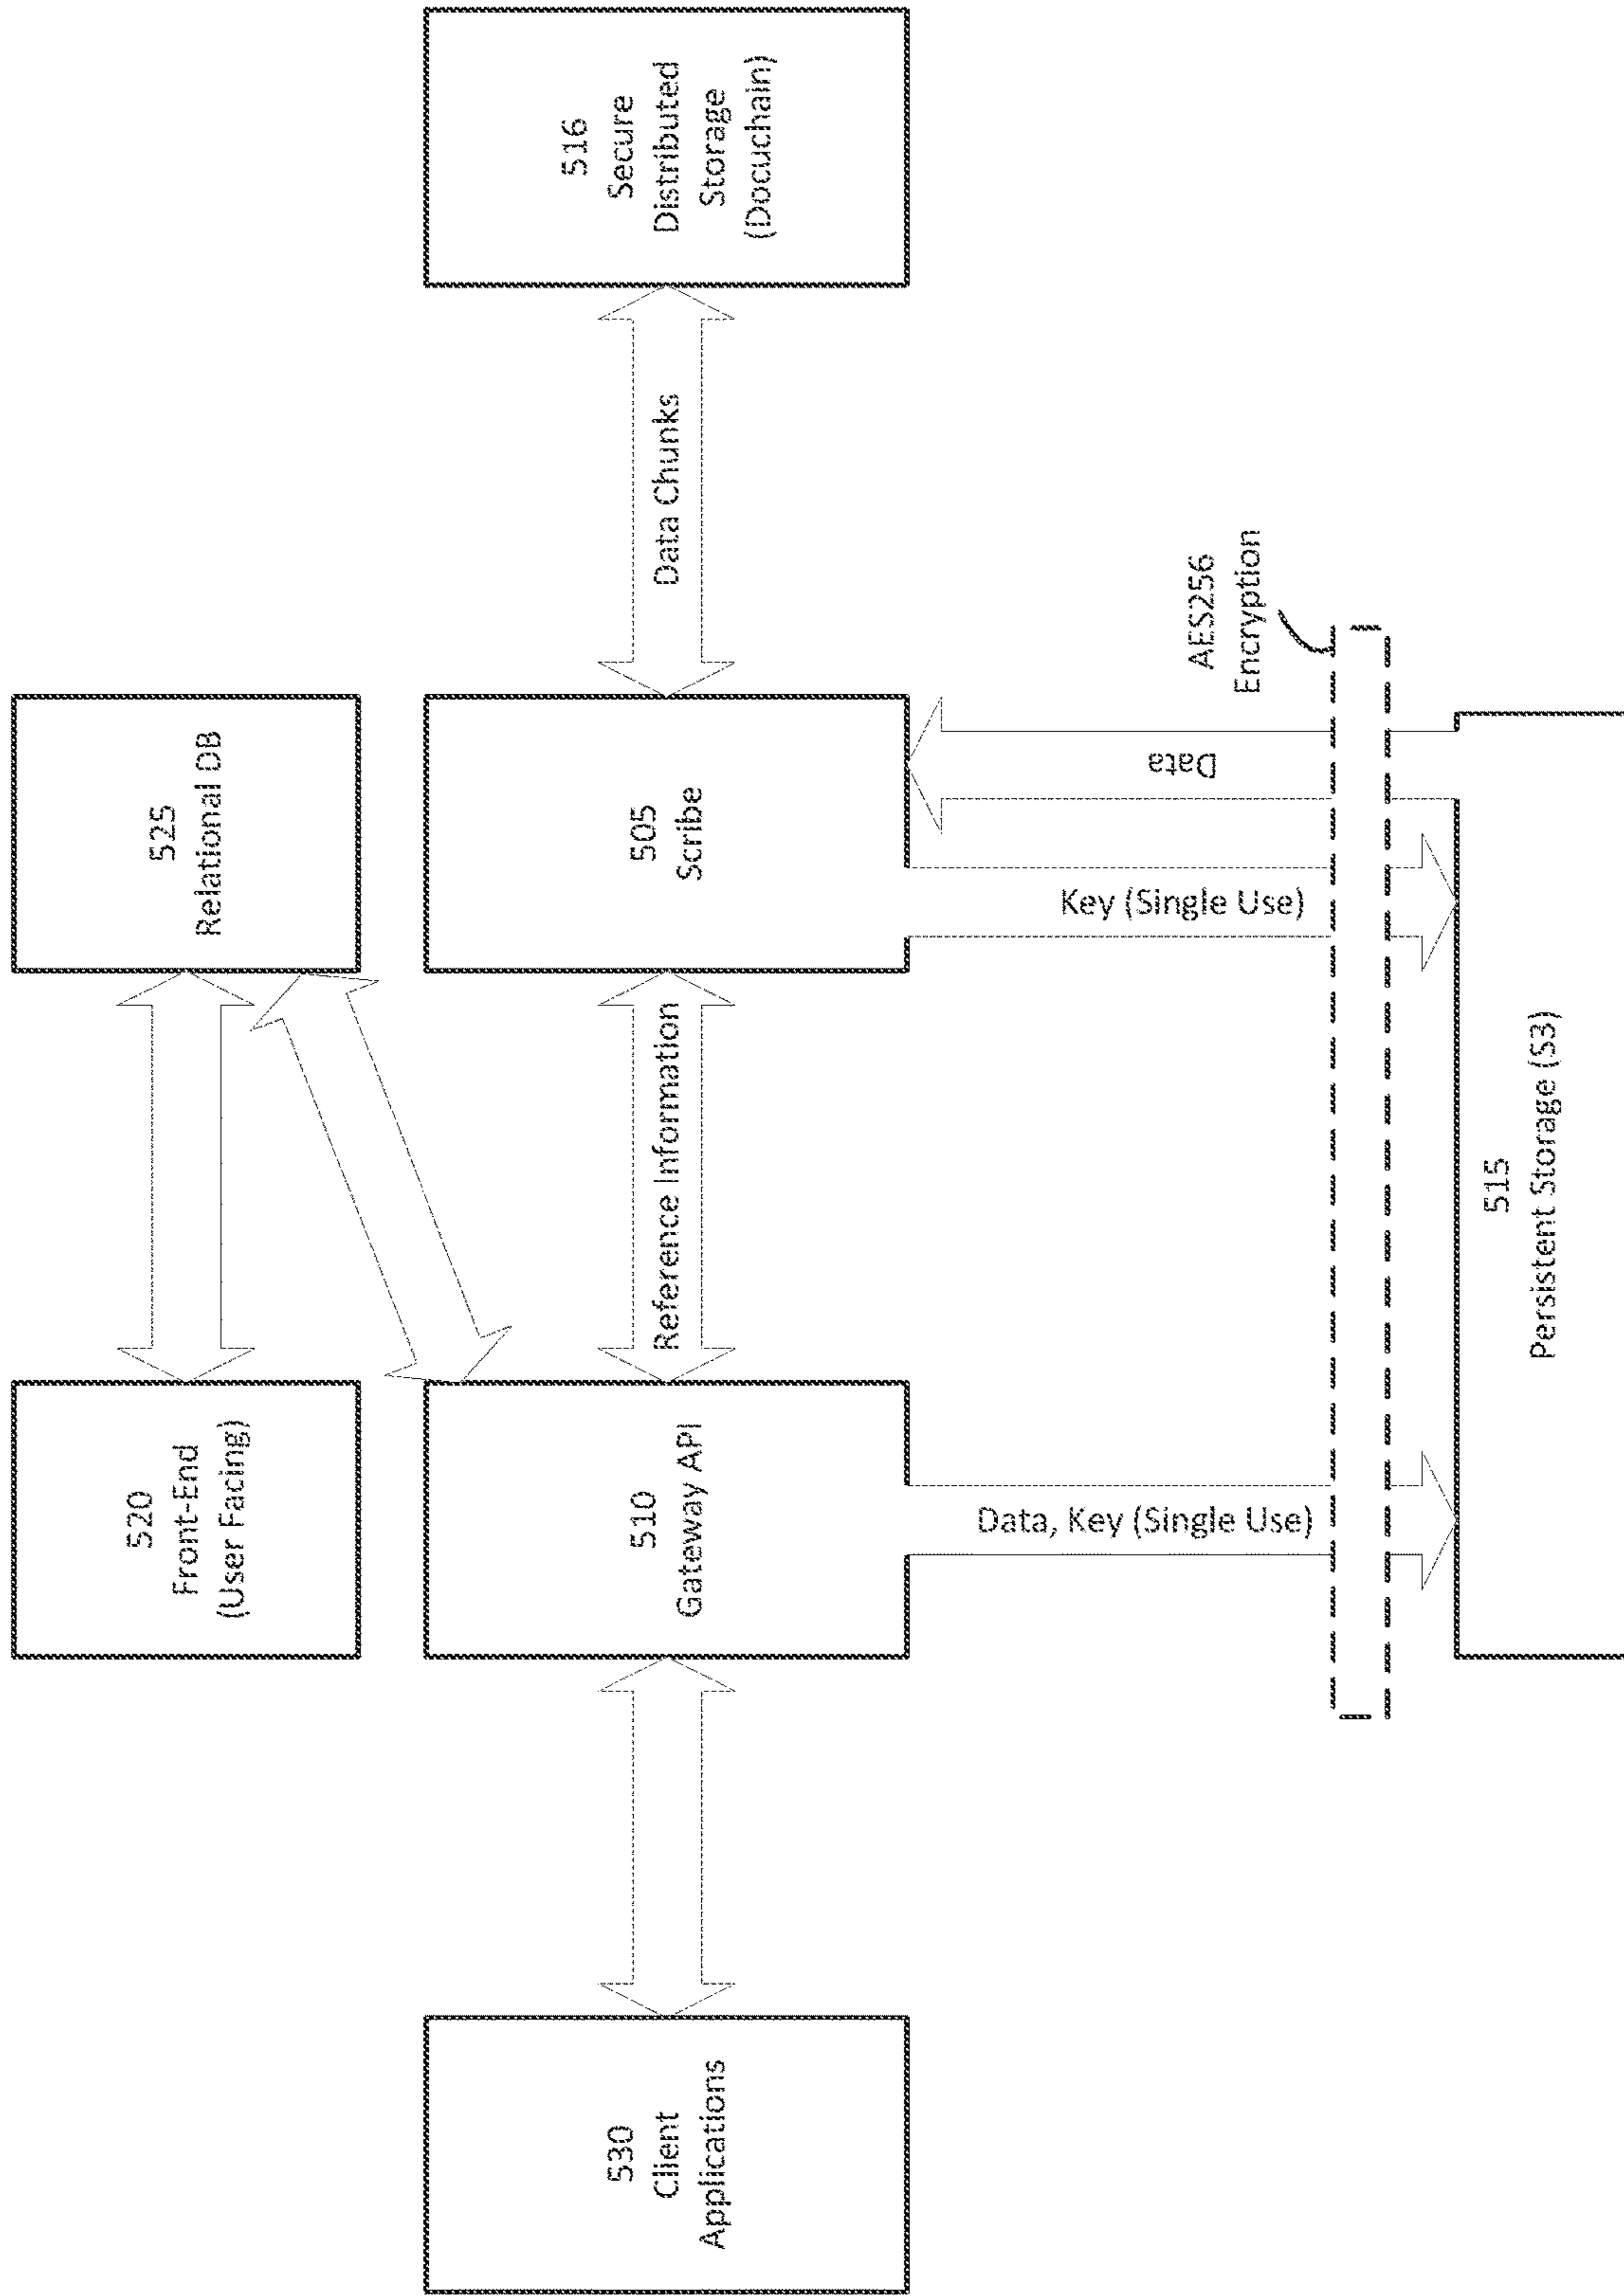 520
Front-End
(User Facing)
525
Relational DB
530
Client
Applications
510
Gateway API
Reference Information
505
Scribe
Data Chunks
516
Secure
Distributed
Storage
(Docuchain)
Data, Key (Single Use)
Key (Single Use)
Data
AES256
Encryption
515
Persistent Storage (S3)